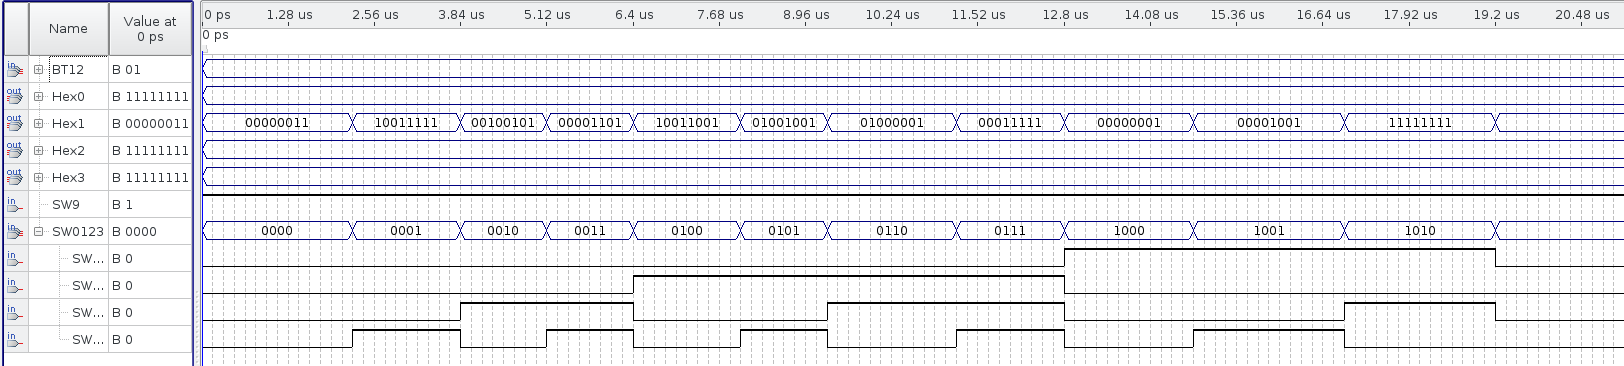 Name Value at 0 ps 0 ps 1.28 us 2.56 us 3.84 us 5.12 us 6.4 us 7.68 us 8.96 us 10.24 us 11.52 us 12.8 us 14.08 us 15.36 us 16.64 us 17.92 us 19.2 us 20.48 us
0 ps
in BT12 B 01
out Hex0 B 11111111
out Hex1 B 00000011 00000011 10011111 00100101 00001101 10011001 01001001 01000001 00011111 00000001 00001001 11111111
out Hex2 B 11111111
out Hex3 B 11111111
in SW9 B 1
in SW0123 B 0000 0000 0001 0010 0011 0100 0101 0110 0111 1000 1001 1010
in SW... B 0
in SW... B 0
in SW... B 0
in SW... B 0